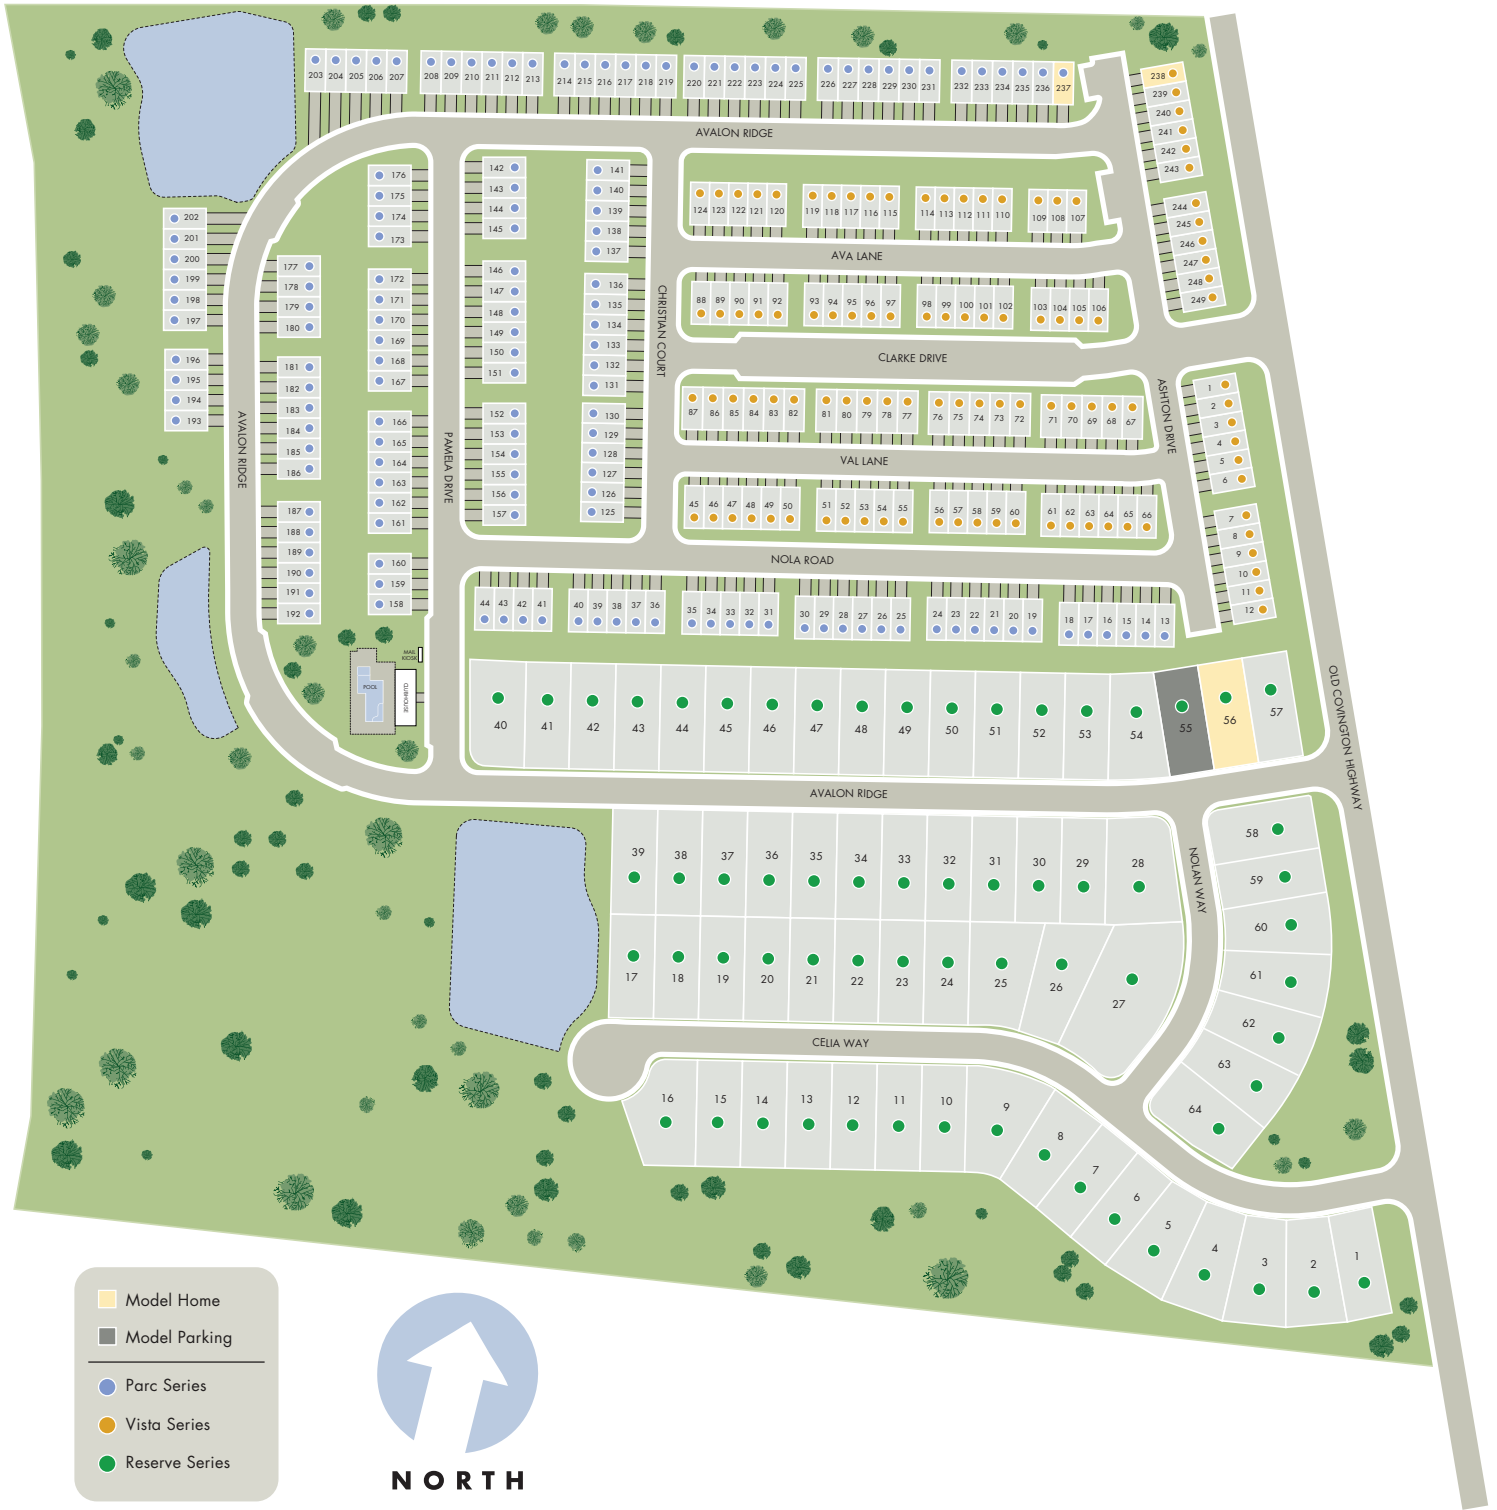 203 204 205 206 207
208 209 210 211 212 213
214 215 216 217 218 219
220 221 222 223 224 225
226 227 228 229 230 231
232 233 234 235 236 237
238
239
240
241
242
243
244
245
246
247
248
249
AVALON RIDGE
176
175
174
173
142
143
144
145
141
140
139
138
137
124 123 122 121 120
119 118 117 116 115
114 113 112 111 110
109 108 107
AVA LANE
202
201
200
199
198
197
177
178
179
180
172
171
170
169
168
167
146
147
148
149
150
151
136
135
134
133
132
131
CHRISTIAN COURT
88 89 90 91 92
93 94 95 96 97
98 99 100 101 102
103 104 105 106
CLARKE DRIVE
196
195
194
193
181
182
183
184
185
186
166
165
164
163
162
161
152
153
154
155
156
157
130
129
128
127
126
125
87 86 85 84 83 82
81 80 79 78 77
76 75 74 73 72
71 70 69 68 67
ASHTON DRIVE
1
2
3
4
5
6
AVALON RIDGE
PAMELA DRIVE
VAL LANE
45 46 47 48 49 50
51 52 53 54 55
56 57 58 59 60
61 62 63 64 65 66
7
8
9
10
11
12
187
188
189
190
191
192
160
159
158
NOLA ROAD
44 43 42 41
40 39 38 37 36
35 34 33 32 31
30 29 28 27 26 25
24 23 22 21 20 19
18 17 16 15 14 13
MAIL
KIOSK
POOL
CLUBHOUSE
40 41 42 43 44 45 46 47 48 49 50 51 52 53 54 55 56 57
OLD COVINGTON HIGHWAY
AVALON RIDGE
39 38 37 36 35 34 33 32 31 30 29 28
NOLAN WAY
58
59
60
61
62
63
64
17 18 19 20 21 22 23 24 25 26 27
CELIA WAY
16 15 14 13 12 11 10 9
8
7
6
5
4
3
2
1
Model Home
Model Parking
Parc Series
Vista Series
Reserve Series
NORTH